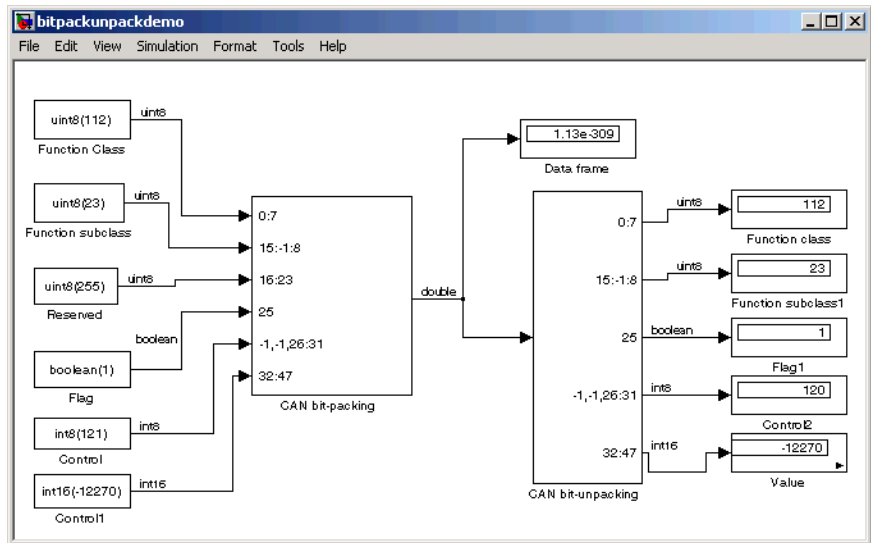 bitpackunpackdemo
File Edit View Simulation Format Tools Help
uint8(112)
uint8
Function Class
uint8(23)
uint8
Function subclass
uint8(255)
uint8
Reserved
boolean(1)
boolean
Flag
int8(121)
int8
Control
int16(-12270)
int16
Control1
0:7
15:-1:8
16:23
25
-1,-1,26:31
32:47
CAN bit-packing
double
1.13e-309
Data frame
0:7
15:-1:8
25
-1,-1,26:31
32:47
CAN bit-unpacking
uint8
112
Function class
uint8
23
Function subclass1
boolean
1
Flag1
int8
120
Control2
int16
-12270
Value